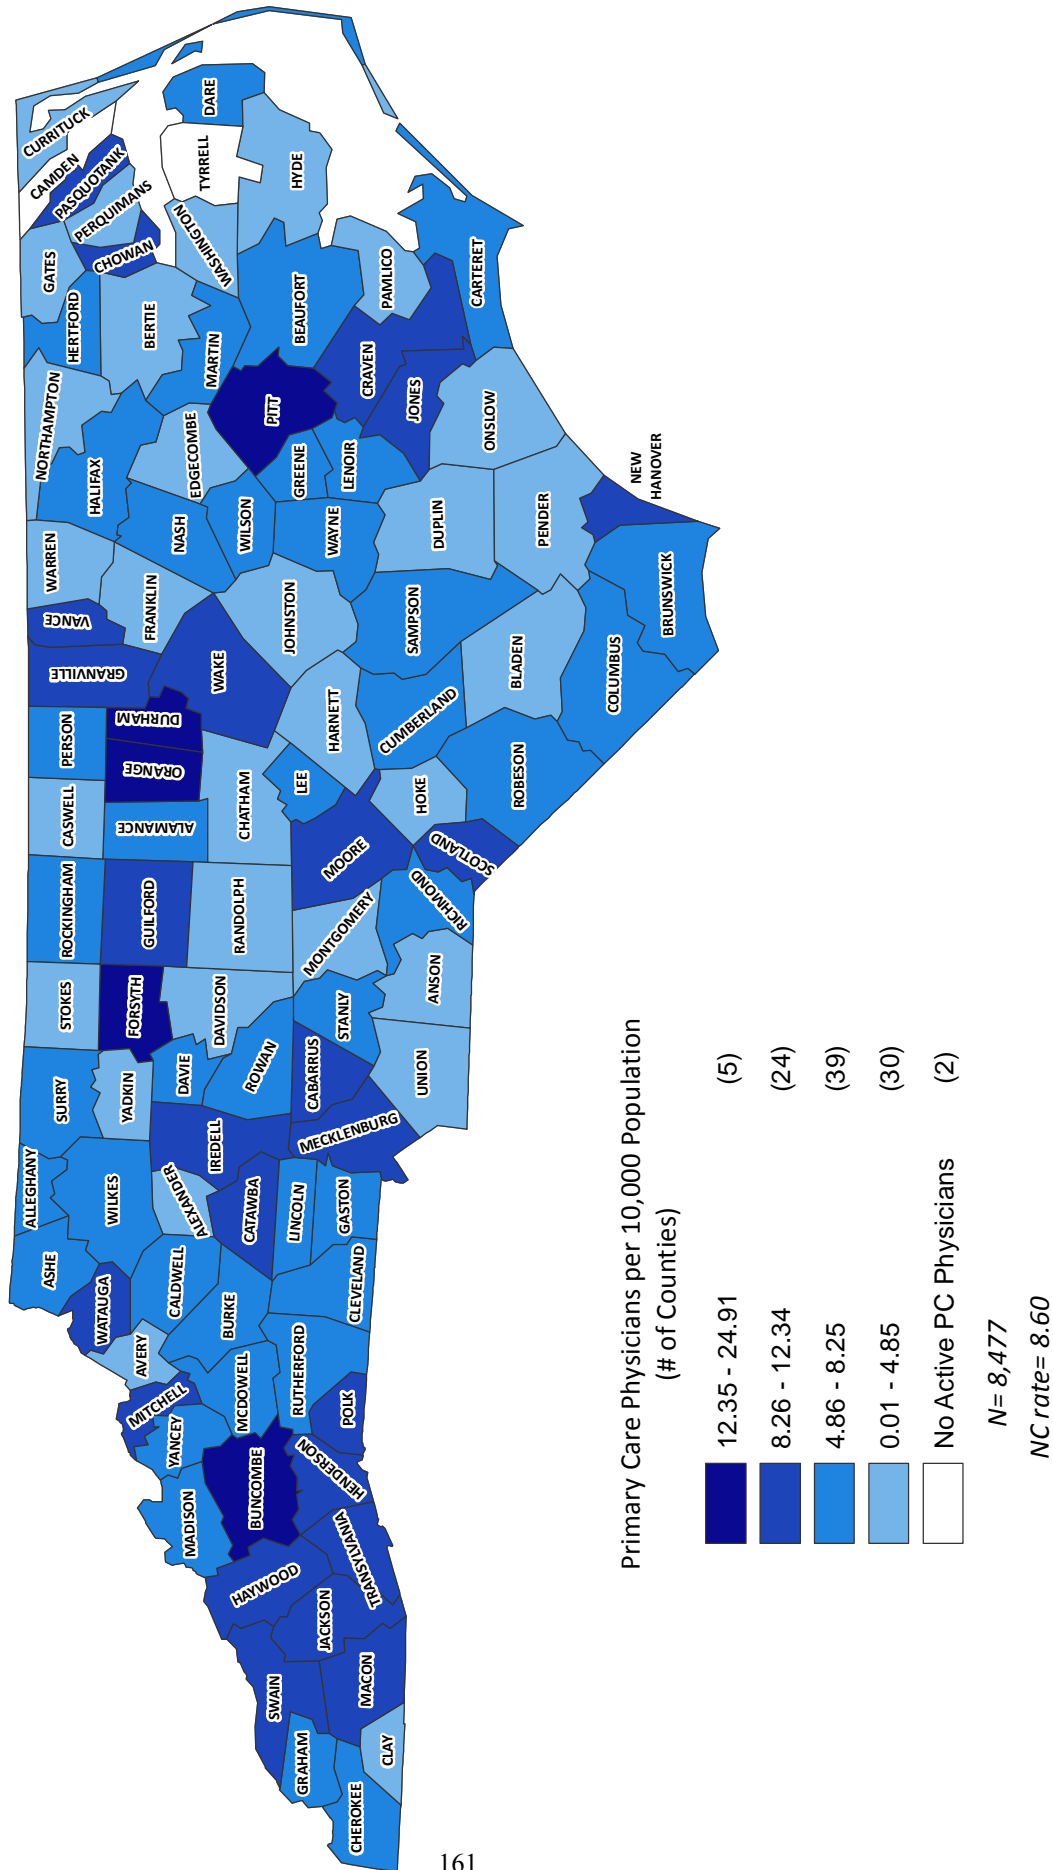 CURRITUCK
CAMDEN
PASQUOTANK
PERQUIMANS
GATES
CHOWAN
HERTFORD
BERTIE
WASHINGTON
TYRRELL
DARE
HYDE
NORTHAMPTON
HALIFAX
MARTIN
BEAUFORT
PAMLICO
CARTERET
EDGECOMBE
PITT
CRAVEN
JONES
ONSLOW
WARREN
NASH
WILSON
GREENE
LENOIR
WAYNE
DUPLIN
PENDER
NEW
HANOVER
VANCE
FRANKLIN
GRANVILLE
WAKE
JOHNSTON
SAMPSON
BLADEN
BRUNSWICK
COLUMBUS
PERSON
DURHAM
ORANGE
HARNETT
CUMBERLAND
ROBESON
CASWELL
ALAMANCE
CHATHAM
LEE
HOKE
SCOTLAND
MOORE
ROCKINGHAM
GUILFORD
RANDOLPH
MONTGOMERY
RICHMOND
STOKES
FORSYTH
DAVIDSON
STANLY
ANSON
SURRY
YADKIN
DAVIE
ROWAN
CABARRUS
UNION
MECKLENBURG
ALLEGHANY
WILKES
IREDELL
ALEXANDER
CATAWBA
LINCOLN
GASTON
ASHE
WATAUGA
CALDWELL
BURKE
CLEVELAND
AVERY
MITCHELL
MCDOWELL
RUTHERFORD
POLK
YANCEY
MADISON
BUNCOMBE
HENDERSON
HAYWOOD
TRANSYLVANIA
JACKSON
SWAIN
MACON
GRAHAM
CLAY
CHEROKEE
Primary Care Physicians per 10,000 Population
(# of Counties)
12.35 - 24.91 (5)
8.26 - 12.34 (24)
4.86 - 8.25 (39)
0.01 - 4.85 (30)
No Active PC Physicians (2)
N= 8,477
NC rate= 8.60
161